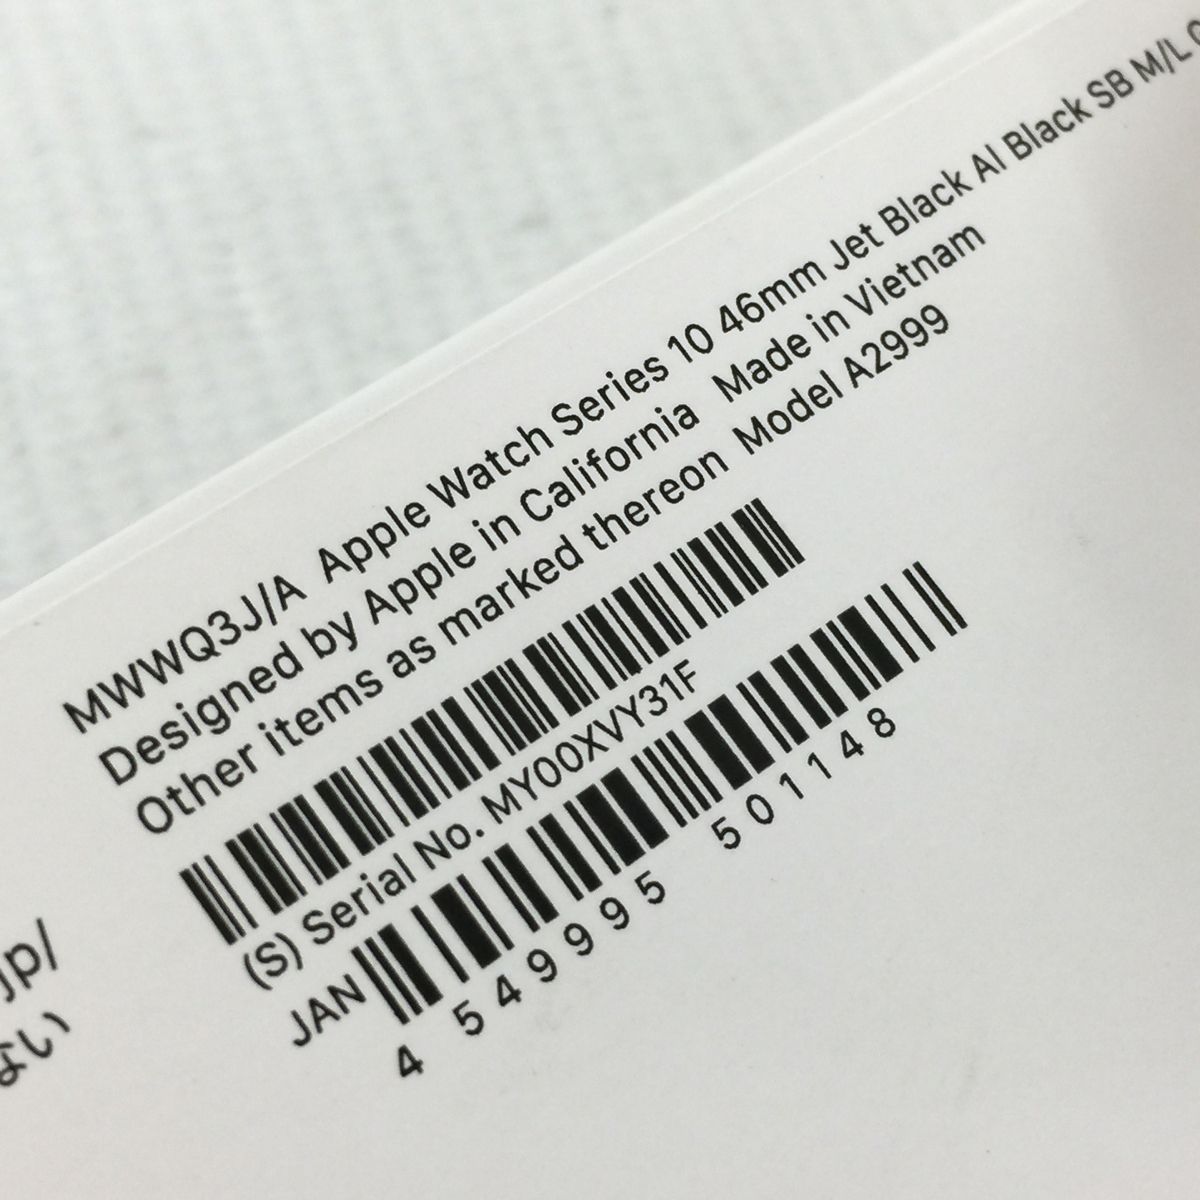 MWWQ3J/A Apple Watch Series 10 46mm Jet Black Al Black SB M/L
Designed by Apple in California Made in Vietnam
Other items as marked thereon Model A2999
(S) Serial No. MY00XVY31F
JAN
4 549995 501148
jp/
ない